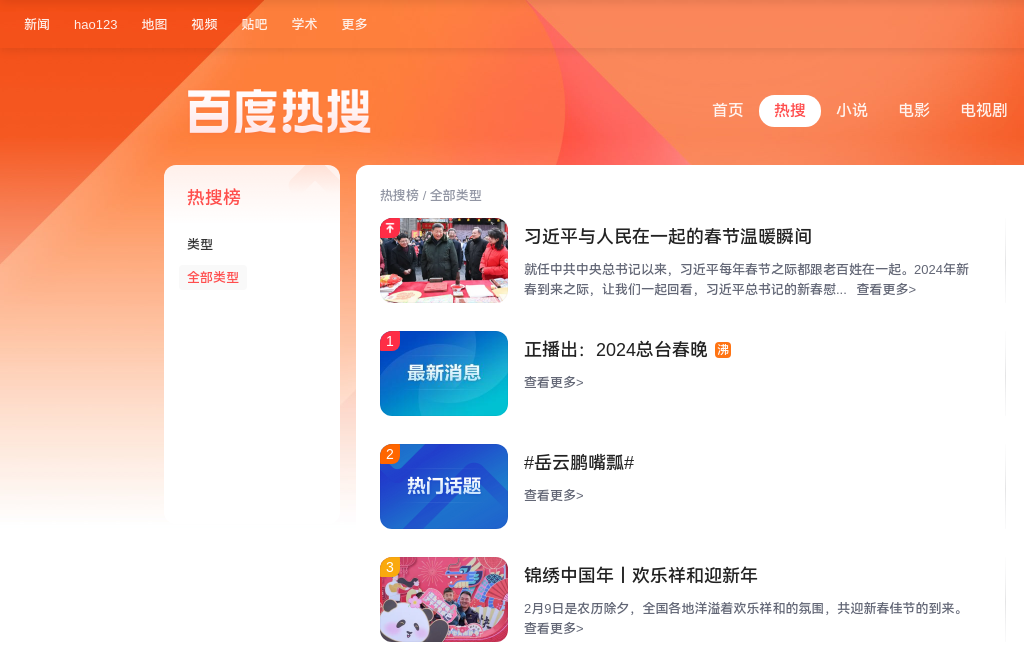 新闻 hao123 地图 视频 贴吧 学术 更多
百度热搜
首页 热搜 小说 电影 电视剧
热搜榜
类型
全部类型
热搜榜 / 全部类型
习近平与人民在一起的春节温暖瞬间
就任中共中央总书记以来，习近平每年春节之际都跟老百姓在一起。2024年新
春到来之际，让我们一起回看，习近平总书记的新春慰... 查看更多>
1
最新消息
正播出：2024总台春晚 沸
查看更多>
2
热门话题
#岳云鹏嘴瓢#
查看更多>
3
锦绣中国年丨欢乐祥和迎新年
2月9日是农历除夕，全国各地洋溢着欢乐祥和的氛围，共迎新春佳节的到来。
查看更多>